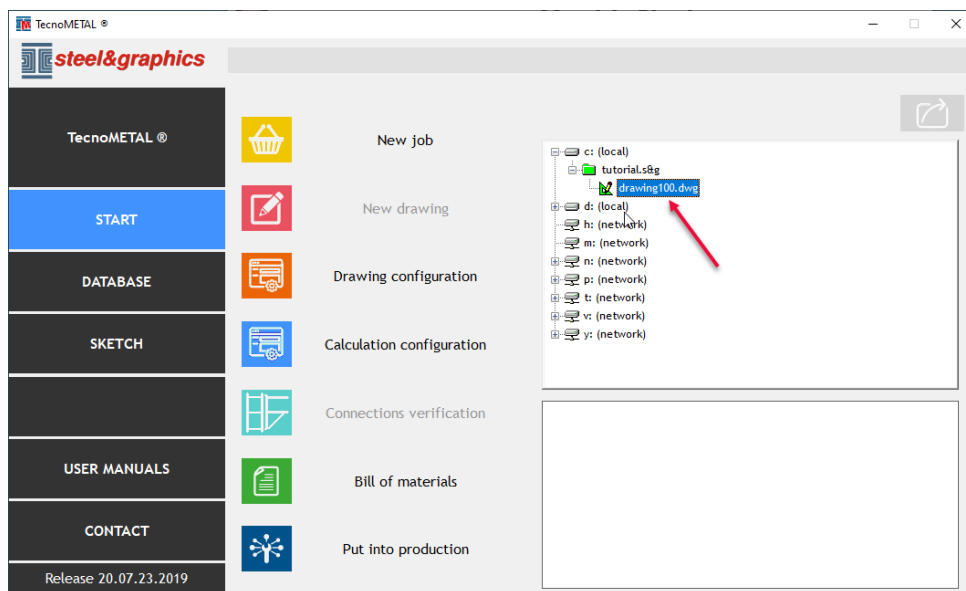 TecnoMETAL ®
steel&graphics
TecnoMETAL ®
START
DATABASE
SKETCH
USER MANUALS
CONTACT
Release 20.07.23.2019
New job
New drawing
Drawing configuration
Calculation configuration
Connections verification
Bill of materials
Put into production
c: (local)
tutorial.s&g
drawing100.dwg
d: (local)
h: (network)
m: (network)
n: (network)
p: (network)
t: (network)
v: (network)
y: (network)